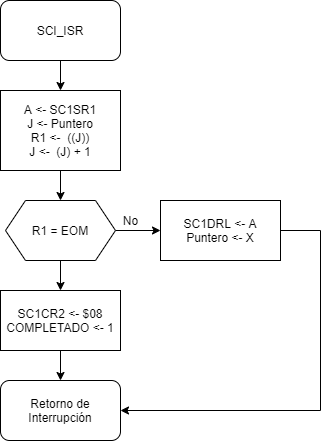 SCI_ISR
A <- SC1SR1
J <- Puntero
R1 <- ((J))
J <- (J) + 1
R1 = EOM
No
SC1DRL <- A
Puntero <- X
SC1CR2 <- $08
COMPLETADO <- 1
Retorno de
Interrupción